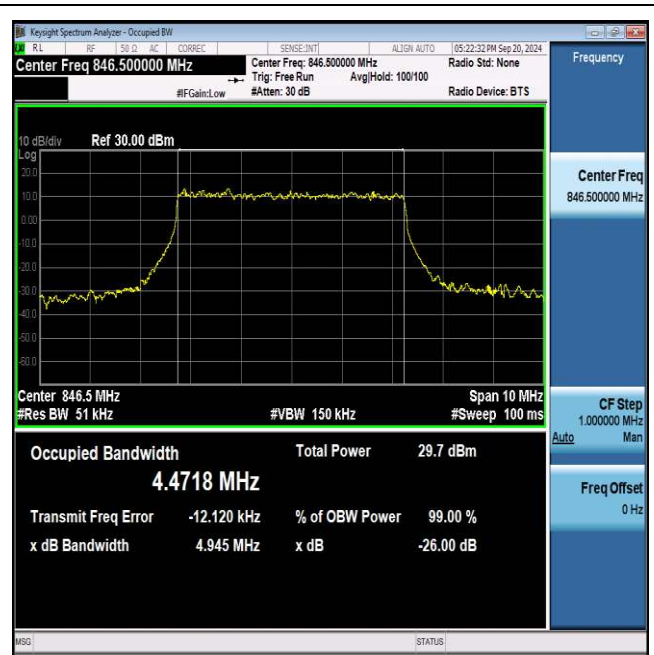 Keysight Spectrum Analyzer - Occupied BW
RL RF 50 Ω AC CORREC SENSE:INT ALIGN AUTO 05:22:32 PM Sep 20, 2024
Center Freq 846.500000 MHz Center Freq: 846.500000 MHz Radio Std: None
Trig: Free Run Avg|Hold: 100/100
#IFGain:Low #Atten: 30 dB Radio Device: BTS
Frequency
10 dB/div Ref 30.00 dBm
Log
20.0
10.0
0.00
-10.0
-20.0
-30.0
-40.0
-50.0
-60.0
Center Freq
846.500000 MHz
Center 846.5 MHz Span 10 MHz
#Res BW 51 kHz #VBW 150 kHz #Sweep 100 ms
CF Step
1.000000 MHz
Auto Man
Occupied Bandwidth Total Power 29.7 dBm
4.4718 MHz
Freq Offset
0 Hz
Transmit Freq Error -12.120 kHz % of OBW Power 99.00 %
x dB Bandwidth 4.945 MHz x dB -26.00 dB
MSG STATUS